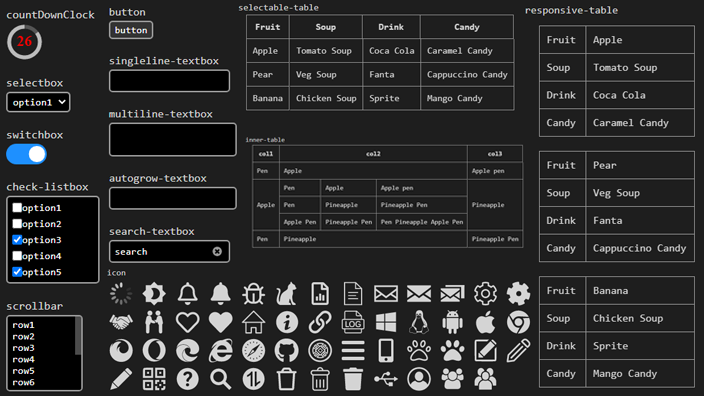 countDownClock
26
selectbox
option1
switchbox
check-listbox
option1
option2
option3
option4
option5
scrollbar
row1
row2
row3
row4
row5
row6
button
button
singleline-textbox
multiline-textbox
autogrow-textbox
search-textbox
search
icon
LOG
selectable-table
Fruit Soup Drink Candy
Apple Tomato Soup Coca Cola Caramel Candy
Pear Veg Soup Fanta Cappuccino Candy
Banana Chicken Soup Sprite Mango Candy
inner-table
col1 col2 col3
Pen Apple Apple pen
Apple Pen Apple Apple pen Pineapple
Pen Pineapple Pineapple Pen
Apple Pen Pineapple Pen Pen Pineapple Apple Pen
Pen Pineapple Pineapple Pen
responsive-table
Fruit Apple
Soup Tomato Soup
Drink Coca Cola
Candy Caramel Candy
Fruit Pear
Soup Veg Soup
Drink Fanta
Candy Cappuccino Candy
Fruit Banana
Soup Chicken Soup
Drink Sprite
Candy Mango Candy